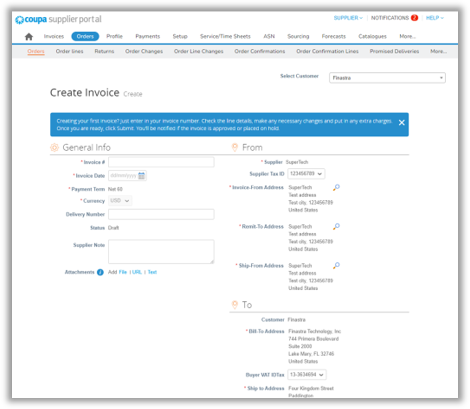 coupa supplier portal
SUPPLIER | NOTIFICATIONS 2 | HELP
Invoices Orders Profile Payments Setup Service/Time Sheets ASN Sourcing Forecasts Catalogues More...
Orders Order lines Returns Order Changes Order Line Changes Order Confirmations Order Confirmation Lines Promised Deliveries More...
Select Customer Finastra
Create Invoice Create
Creating your first invoice? Just enter in your invoice number. Check the line details, make any necessary changes and put in any extra charges.
Once you are ready, click Submit. You'll be notified if the invoice is approved or placed on hold.
General Info
* Invoice #
* Invoice Date dd/mm/yyyy
* Payment Term Net 60
* Currency USD
Delivery Number
Status Draft
Supplier Note
Attachments Add File | URL | Text
From
* Supplier SuperTech
Supplier Tax ID 123456789
* Invoice-From Address SuperTech
Test address
Test city, 123456789
United States
* Remit-To Address SuperTech
Test address
Test city, 123456789
United States
* Ship-From Address SuperTech
Test address
Test city, 123456789
United States
To
Customer Finastra
* Bill-To Address Finastra Technology, Inc
744 Primera Boulevard
Suite 2000
Lake Mary, FL 32746
United States
Buyer VAT ID/Tax 13-3634694
* Ship to Address Four Kingdom Street
Paddington